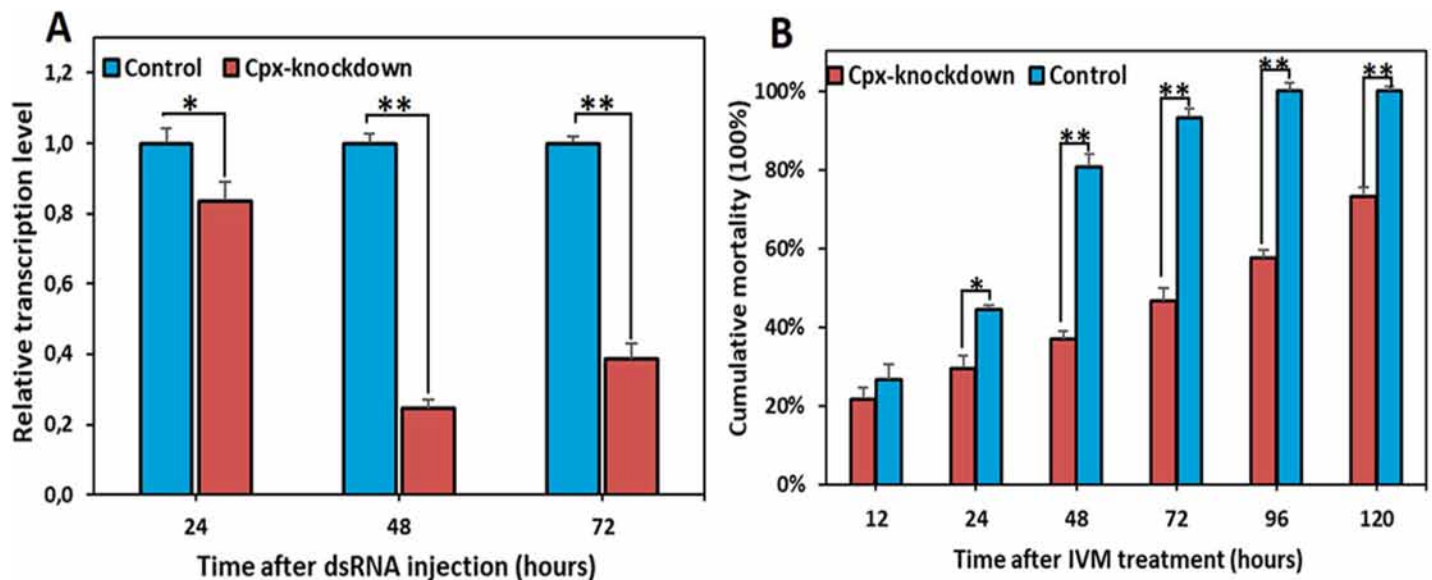 A
Control Cpx-knockdown
Relative transcription level
1,2
1,0
0,8
0,6
0,4
0,2
0,0
* ** **
24 48 72
Time after dsRNA injection (hours)
B
Cpx-knockdown Control
Cumulative mortality (100%)
100%
80%
60%
40%
20%
0%
* ** ** ** **
12 24 48 72 96 120
Time after IVM treatment (hours)